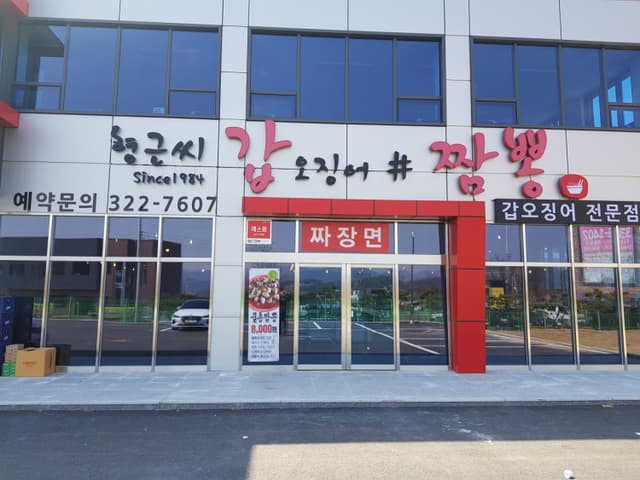 형근씨 갑오징어 # 짬뽕
Since1984
예약문의 322-7607
갑오징어 전문점
짜장면
8,000원